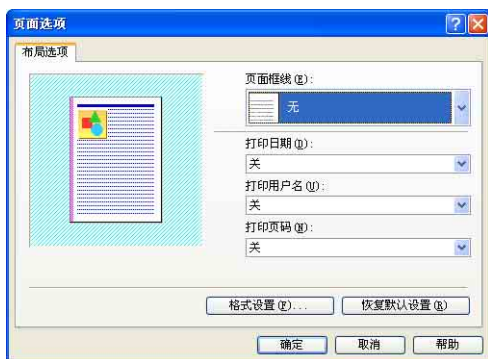 页面选项
布局选项
页面框线(E):
无
打印日期(D):
关
打印用户名(U):
关
打印页码(N):
关
格式设置(F)...
恢复默认设置(R)
确定
取消
帮助